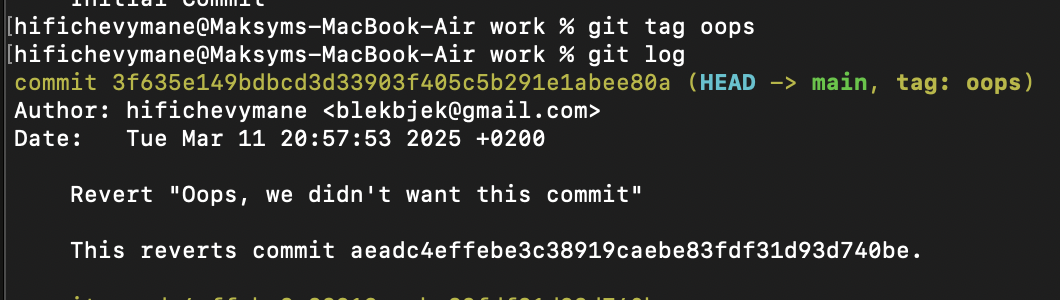 Initial Commit
[hifichevymane@Maksyms-MacBook-Air work % git tag oops
[hifichevymane@Maksyms-MacBook-Air work % git log
commit 3f635e149bdbcd3d33903f405c5b291e1abee80a (HEAD -> main, tag: oops)
Author: hifichevymane <blekbjek@gmail.com>
Date:   Tue Mar 11 20:57:53 2025 +0200
Revert "Oops, we didn't want this commit"
This reverts commit aeadc4effebe3c38919caebe83fdf31d93d740be.